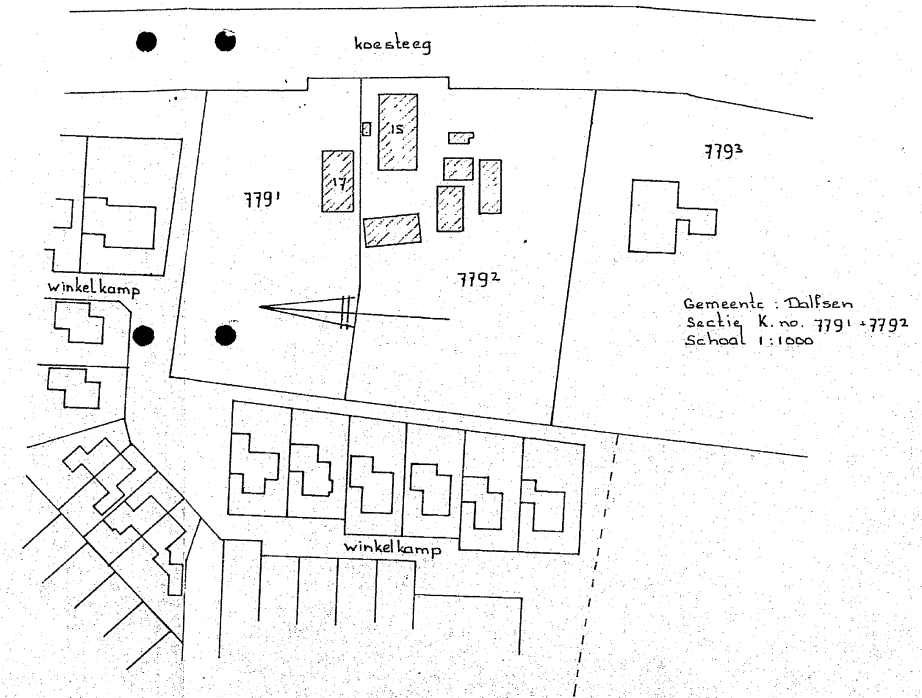 koesteeg
15
7793
17
7791
7792
winkelkamp
Gemeente : Dalfsen
Sectie K. no. 7791 + 7792
Schaal 1:1000
winkelkamp